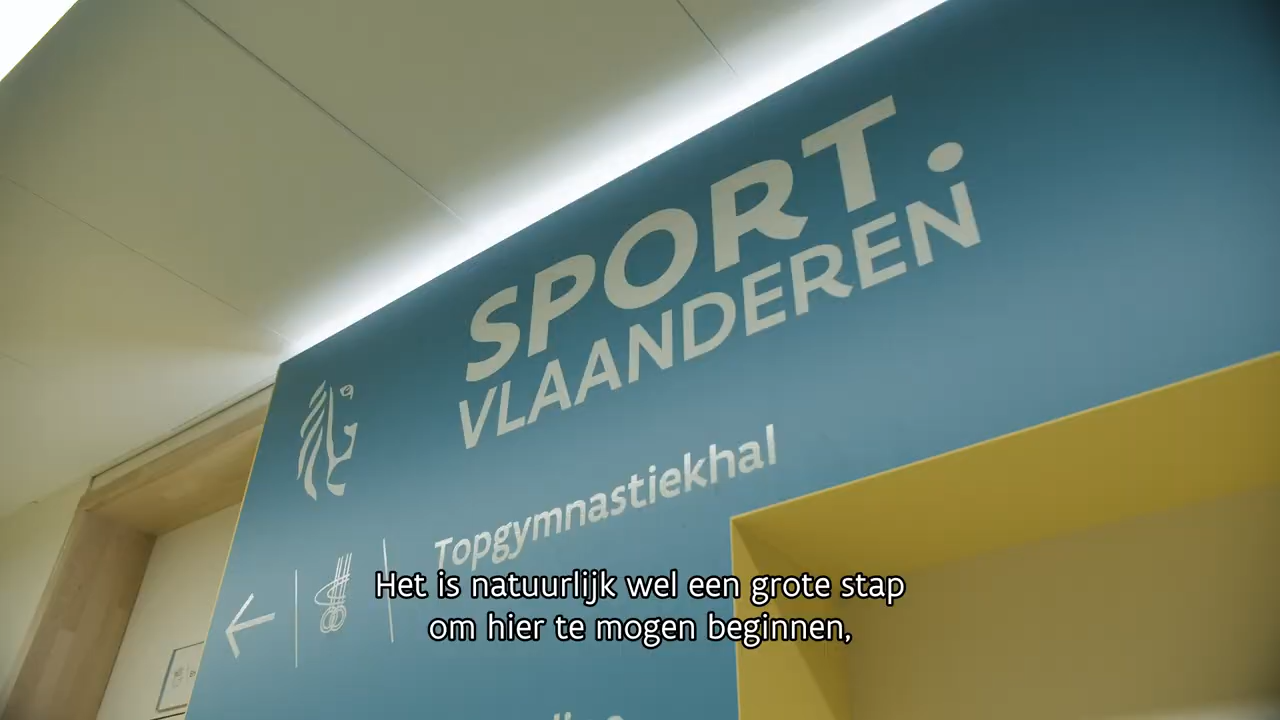 SPORT.
VLAANDEREN
Topgymnastiekhal
Het is natuurlijk wel een grote stap
om hier te mogen beginnen,